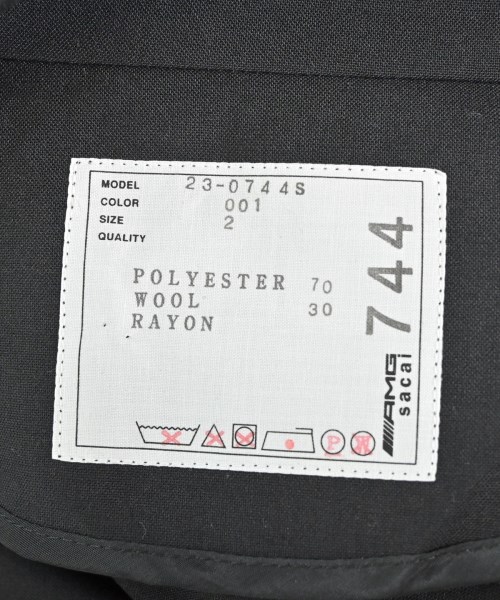 MODEL 23-0744S
COLOR 001
SIZE 2
QUALITY
POLYESTER 70
WOOL 30
RAYON
P W
AMG
sacai
744